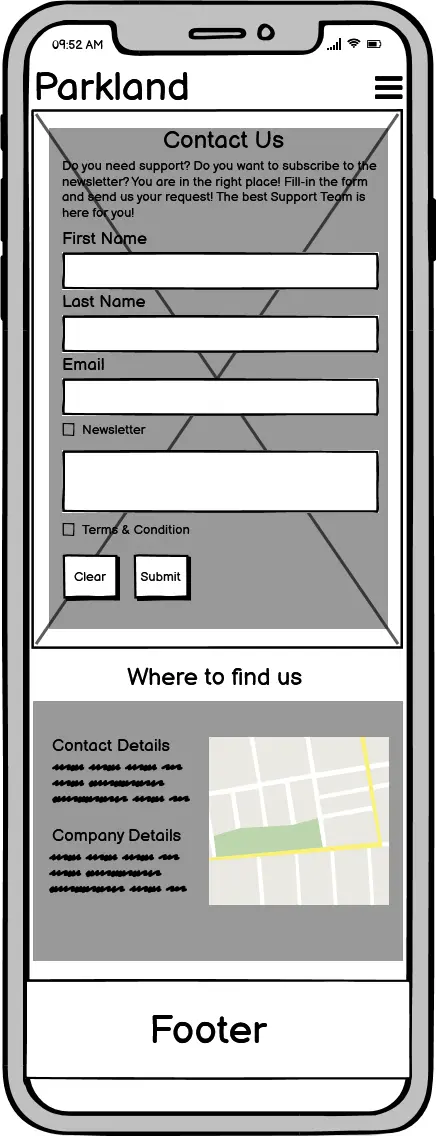 09:52 AM
Parkland
Contact Us
Do you need support? Do you want to subscribe to the
newsletter? You are in the right place! Fill-in the form
and send us your request! The best Support Team is
here for you!
First Name
Last Name
Email
Newsletter
Terms & Condition
Clear
Submit
Where to find us
Contact Details
Company Details
Footer